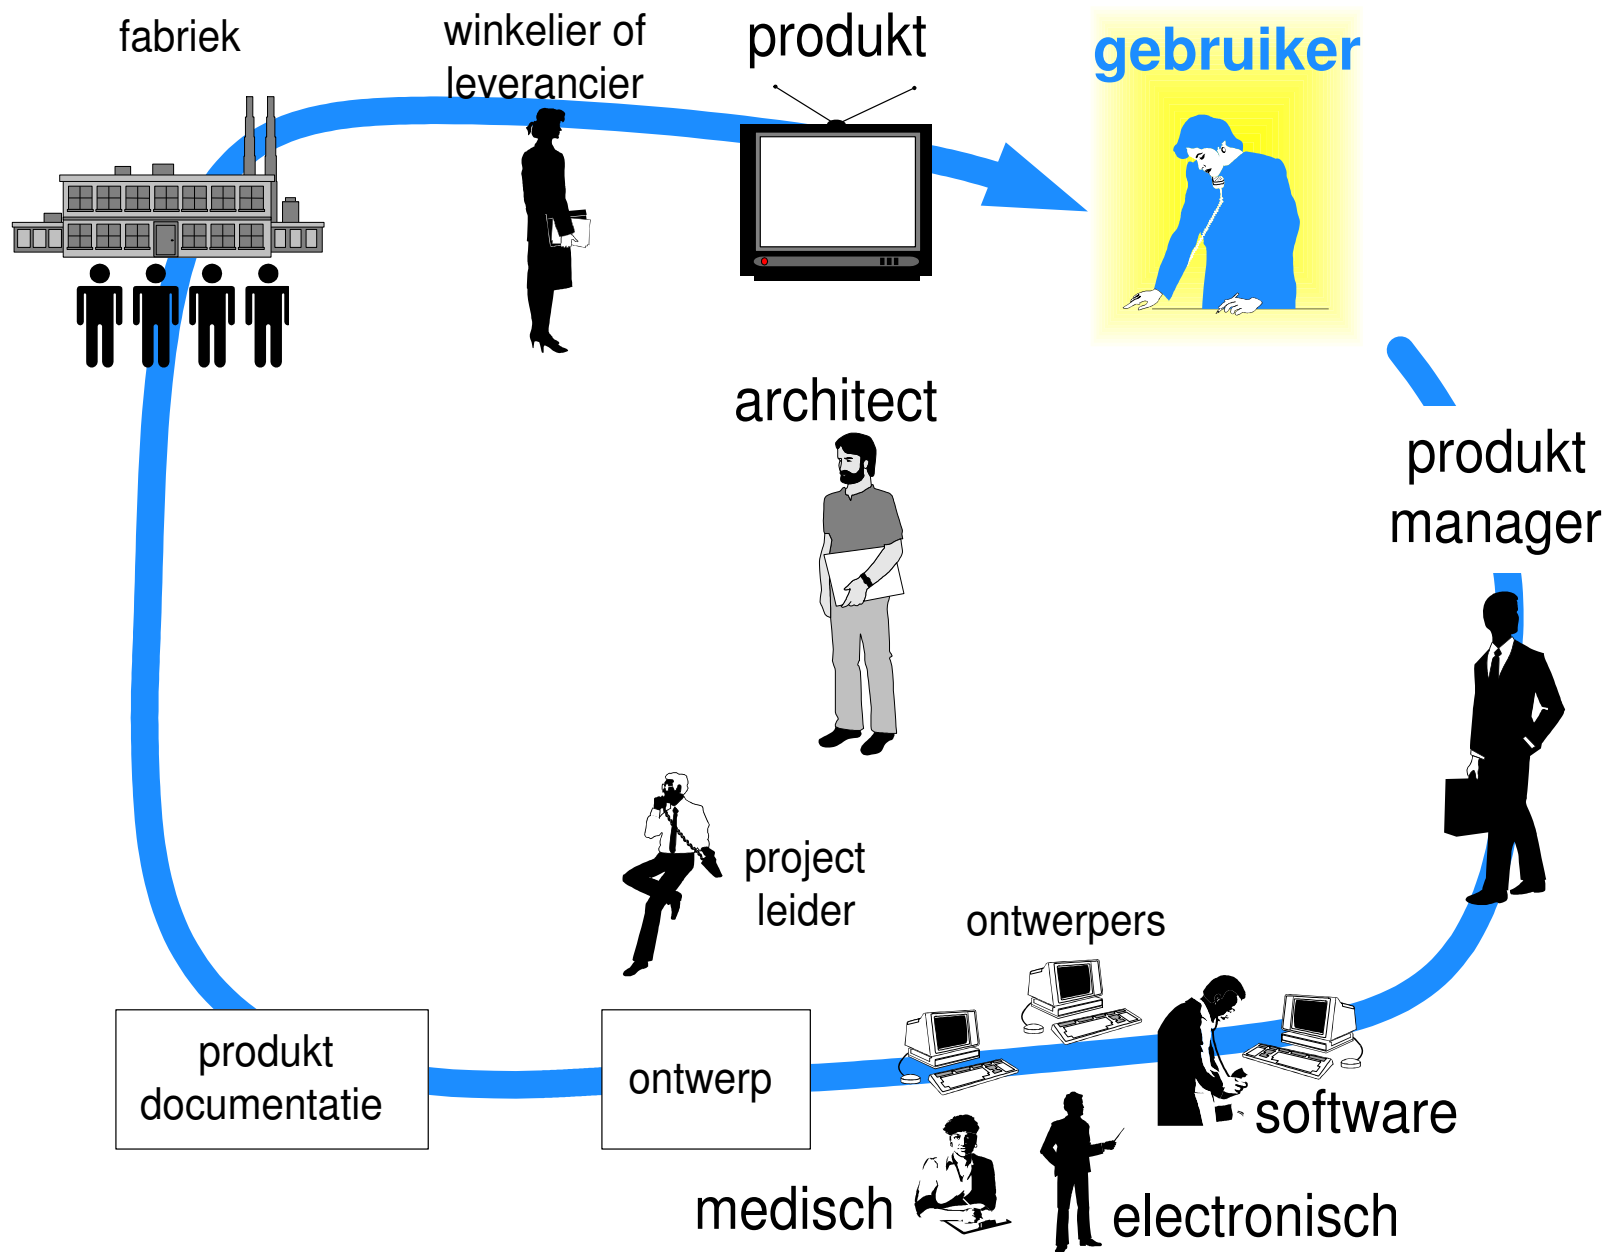 fabriek
winkelier of
leverancier
produkt
gebruiker
architect
produkt
manager
project
leider
ontwerpers
produkt
documentatie
ontwerp
software
medisch
electronisch